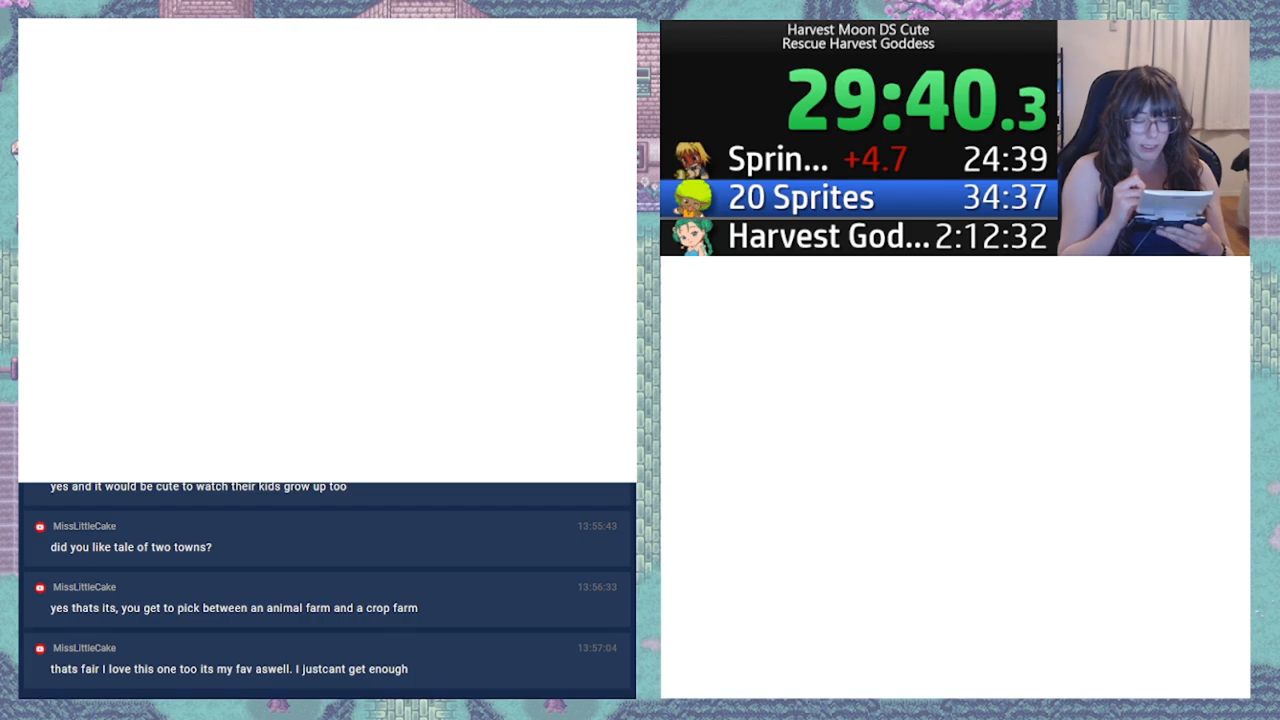 Harvest Moon DS Cute
Rescue Harvest Goddess
29:40.3
Sprin... +4.7 24:39
20 Sprites 34:37
Harvest God... 2:12:32
yes and it would be cute to watch their kids grow up too
MissLittleCake 13:55:43
did you like tale of two towns?
MissLittleCake 13:56:33
yes thats its, you get to pick between an animal farm and a crop farm
MissLittleCake 13:57:04
thats fair I love this one too its my fav aswell. I justcant get enough